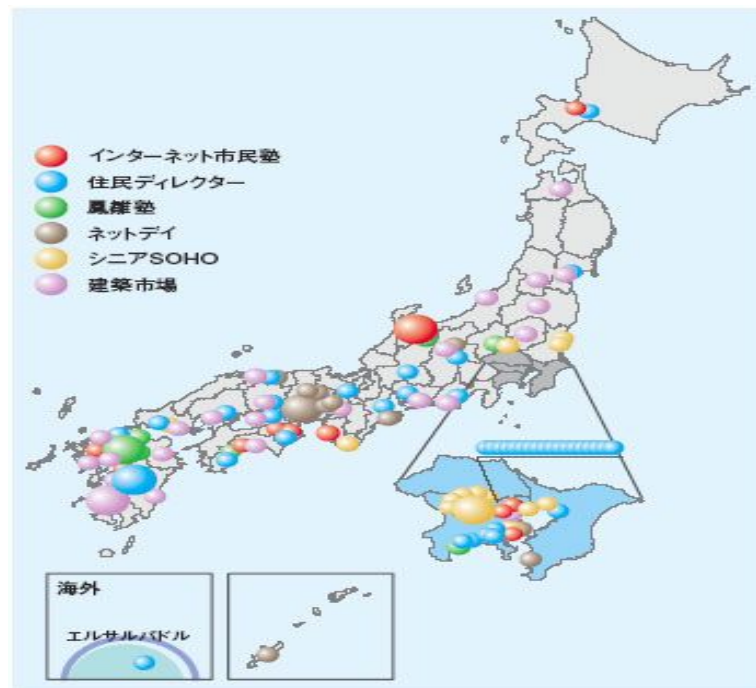 インターネット市民塾
住民ディレクター
鳳雛塾
ネットデイ
シニアSOHO
建築市場
海外
エルサルバドル